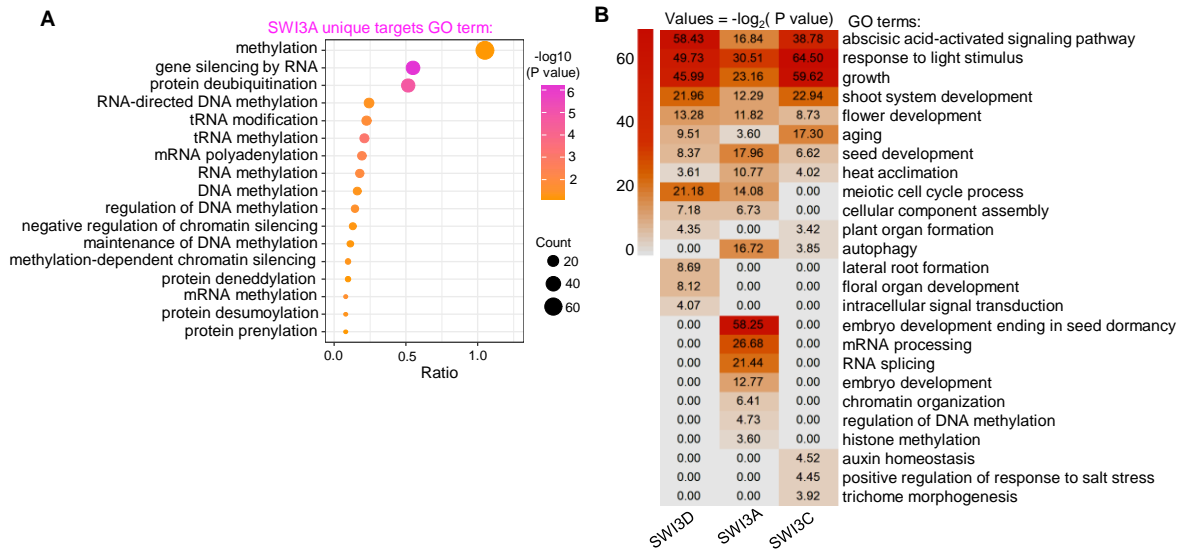 A
SWI3A unique targets GO term:
methylation
gene silencing by RNA
protein deubiquitination
RNA-directed DNA methylation
tRNA modification
tRNA methylation
mRNA polyadenylation
RNA methylation
DNA methylation
regulation of DNA methylation
negative regulation of chromatin silencing
maintenance of DNA methylation
methylation-dependent chromatin silencing
protein deneddylation
mRNA methylation
protein desumoylation
protein prenylation
0.0 0.5 1.0
Ratio
-log10
(P value)
6
5
4
3
2
Count
20
40
60
B
Values = -log2( P value) GO terms:
60
40
20
0
58.43 16.84 38.78 abscisic acid-activated signaling pathway
49.73 30.51 64.50 response to light stimulus
45.99 23.16 59.62 growth
21.96 12.29 22.94 shoot system development
13.28 11.82 8.73 flower development
9.51 3.60 17.30 aging
8.37 17.96 6.62 seed development
3.61 10.77 4.02 heat acclimation
21.18 14.08 0.00 meiotic cell cycle process
7.18 6.73 0.00 cellular component assembly
4.35 0.00 3.42 plant organ formation
0.00 16.72 3.85 autophagy
8.69 0.00 0.00 lateral root formation
8.12 0.00 0.00 floral organ development
4.07 0.00 0.00 intracellular signal transduction
0.00 58.25 0.00 embryo development ending in seed dormancy
0.00 26.68 0.00 mRNA processing
0.00 21.44 0.00 RNA splicing
0.00 12.77 0.00 embryo development
0.00 6.41 0.00 chromatin organization
0.00 4.73 0.00 regulation of DNA methylation
0.00 3.60 0.00 histone methylation
0.00 0.00 4.52 auxin homeostasis
0.00 0.00 4.45 positive regulation of response to salt stress
0.00 0.00 3.92 trichome morphogenesis
SWI3D SWI3A SWI3C